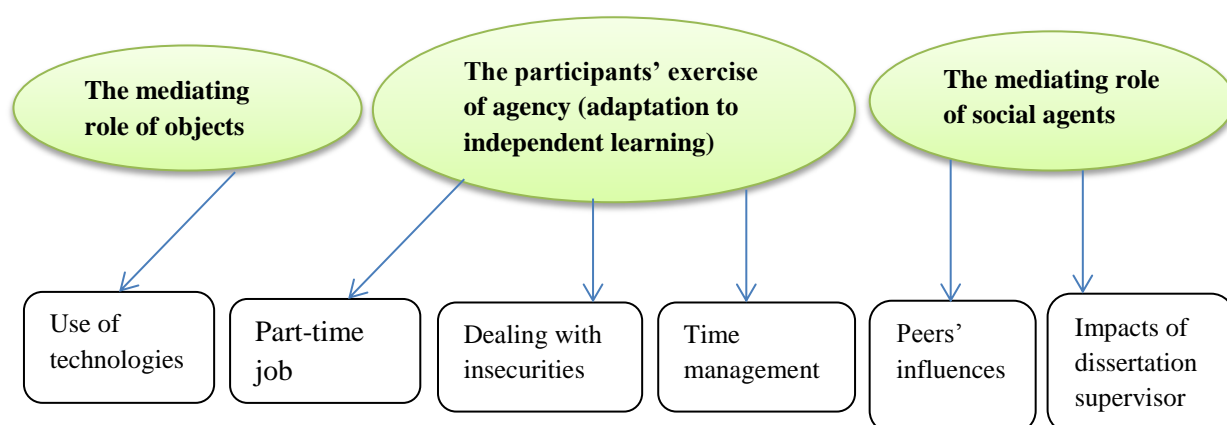 The mediating
role of objects
The participants’ exercise
of agency (adaptation to
independent learning)
The mediating role
of social agents
Use of
technologies
Part-time
job
Dealing with
insecurities
Time
management
Peers’
influences
Impacts of
dissertation
supervisor